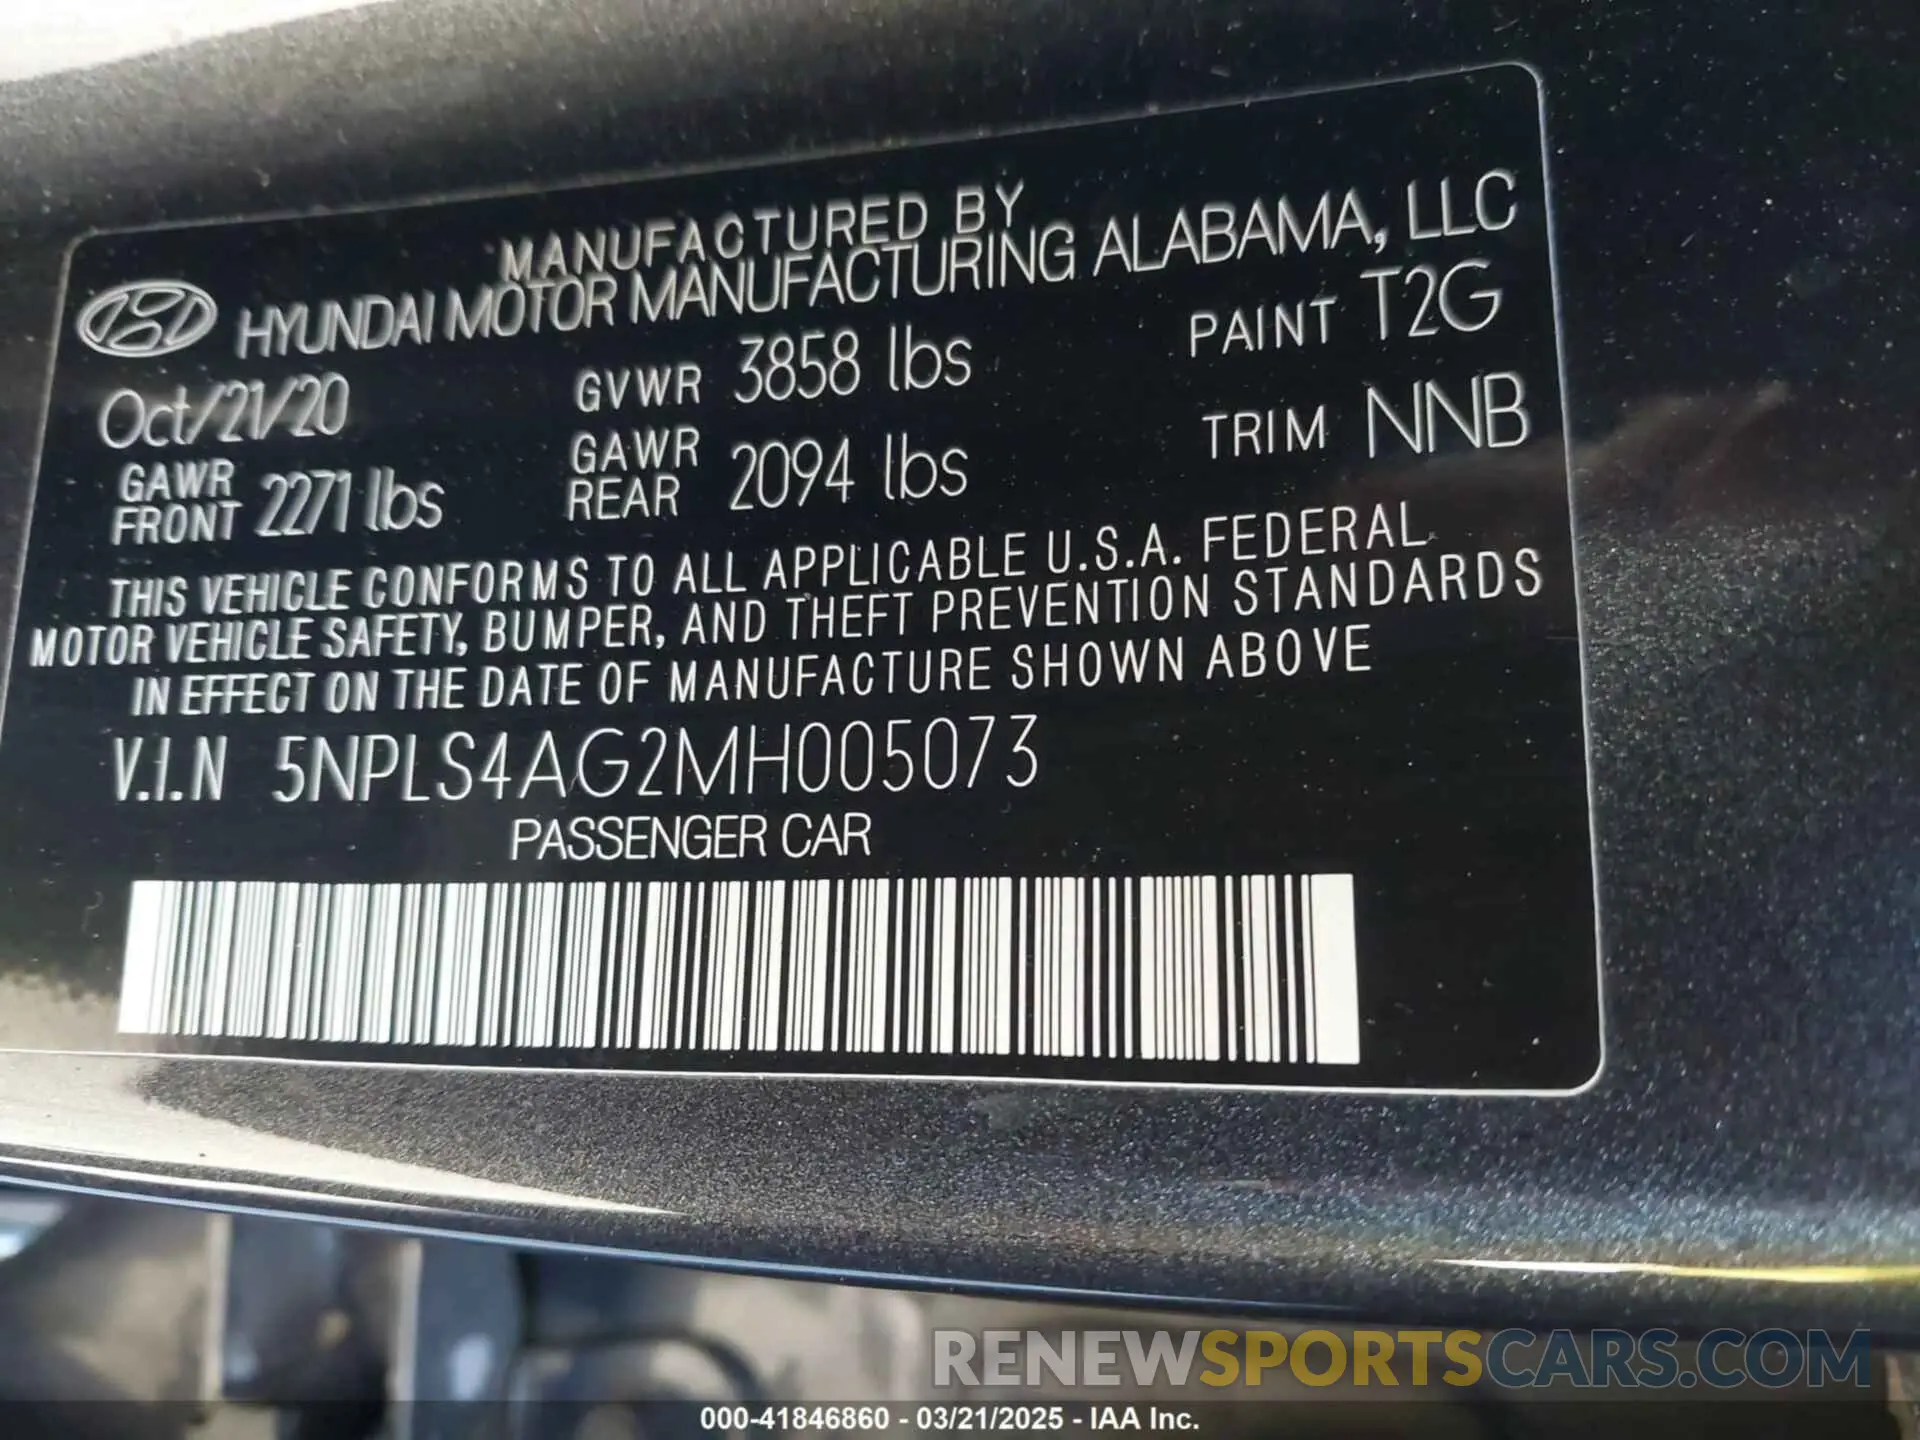 MANUFACTURED BY
HYUNDAI MOTOR MANUFACTURING ALABAMA, LLC
Oct/21/20 GVWR 3858 lbs PAINT T2G
GAWR FRONT 2271 lbs GAWR REAR 2094 lbs TRIM NNB
THIS VEHICLE CONFORMS TO ALL APPLICABLE U.S.A. FEDERAL
MOTOR VEHICLE SAFETY, BUMPER, AND THEFT PREVENTION STANDARDS
IN EFFECT ON THE DATE OF MANUFACTURE SHOWN ABOVE
V.I.N 5NPLS4AG2MH005073
PASSENGER CAR
RENEWSPORTSCARS.COM
000-41846860 - 03/21/2025 - IAA Inc.